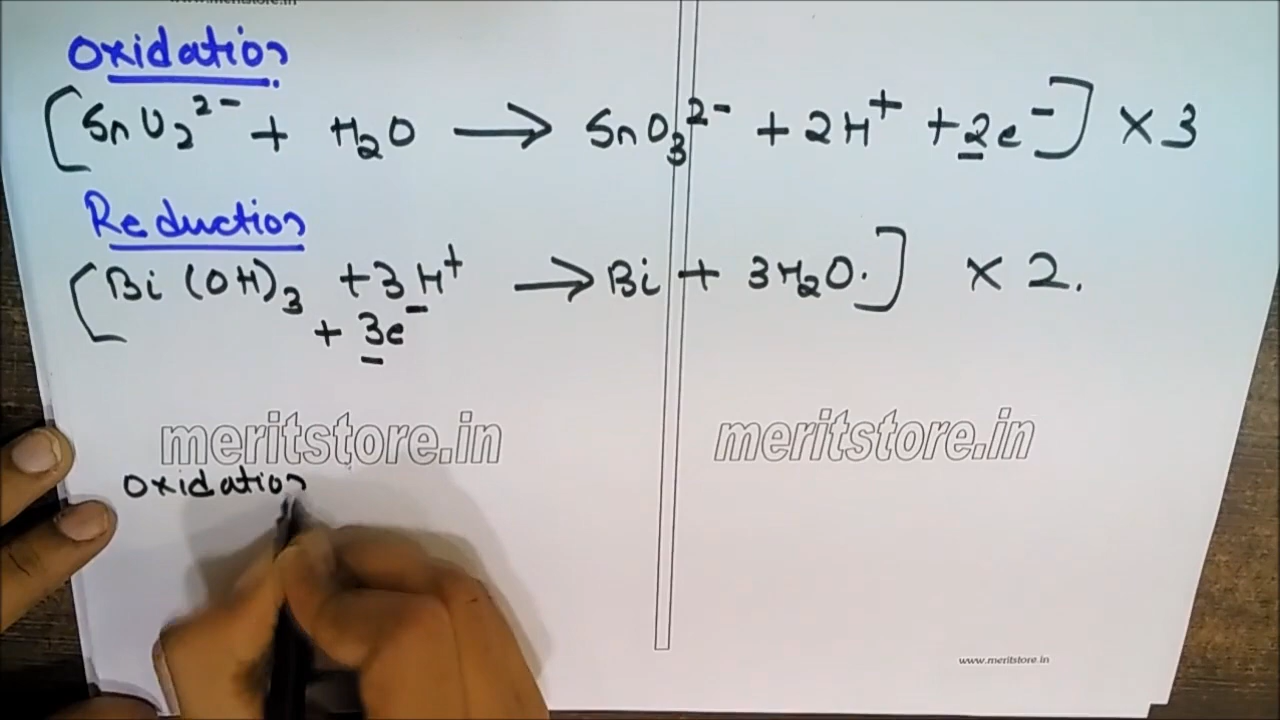 www.meritstore.in
Oxidation
[SnO₂²⁻ + H₂O ⟶ SnO₃²⁻ + 2H⁺ + 2e⁻] × 3
Reduction
[Bi(OH)₃ + 3H⁺ ⟶ Bi + 3H₂O.] × 2.
+ 3e⁻
meritstore.in meritstore.in
Oxidation
www.meritstore.in